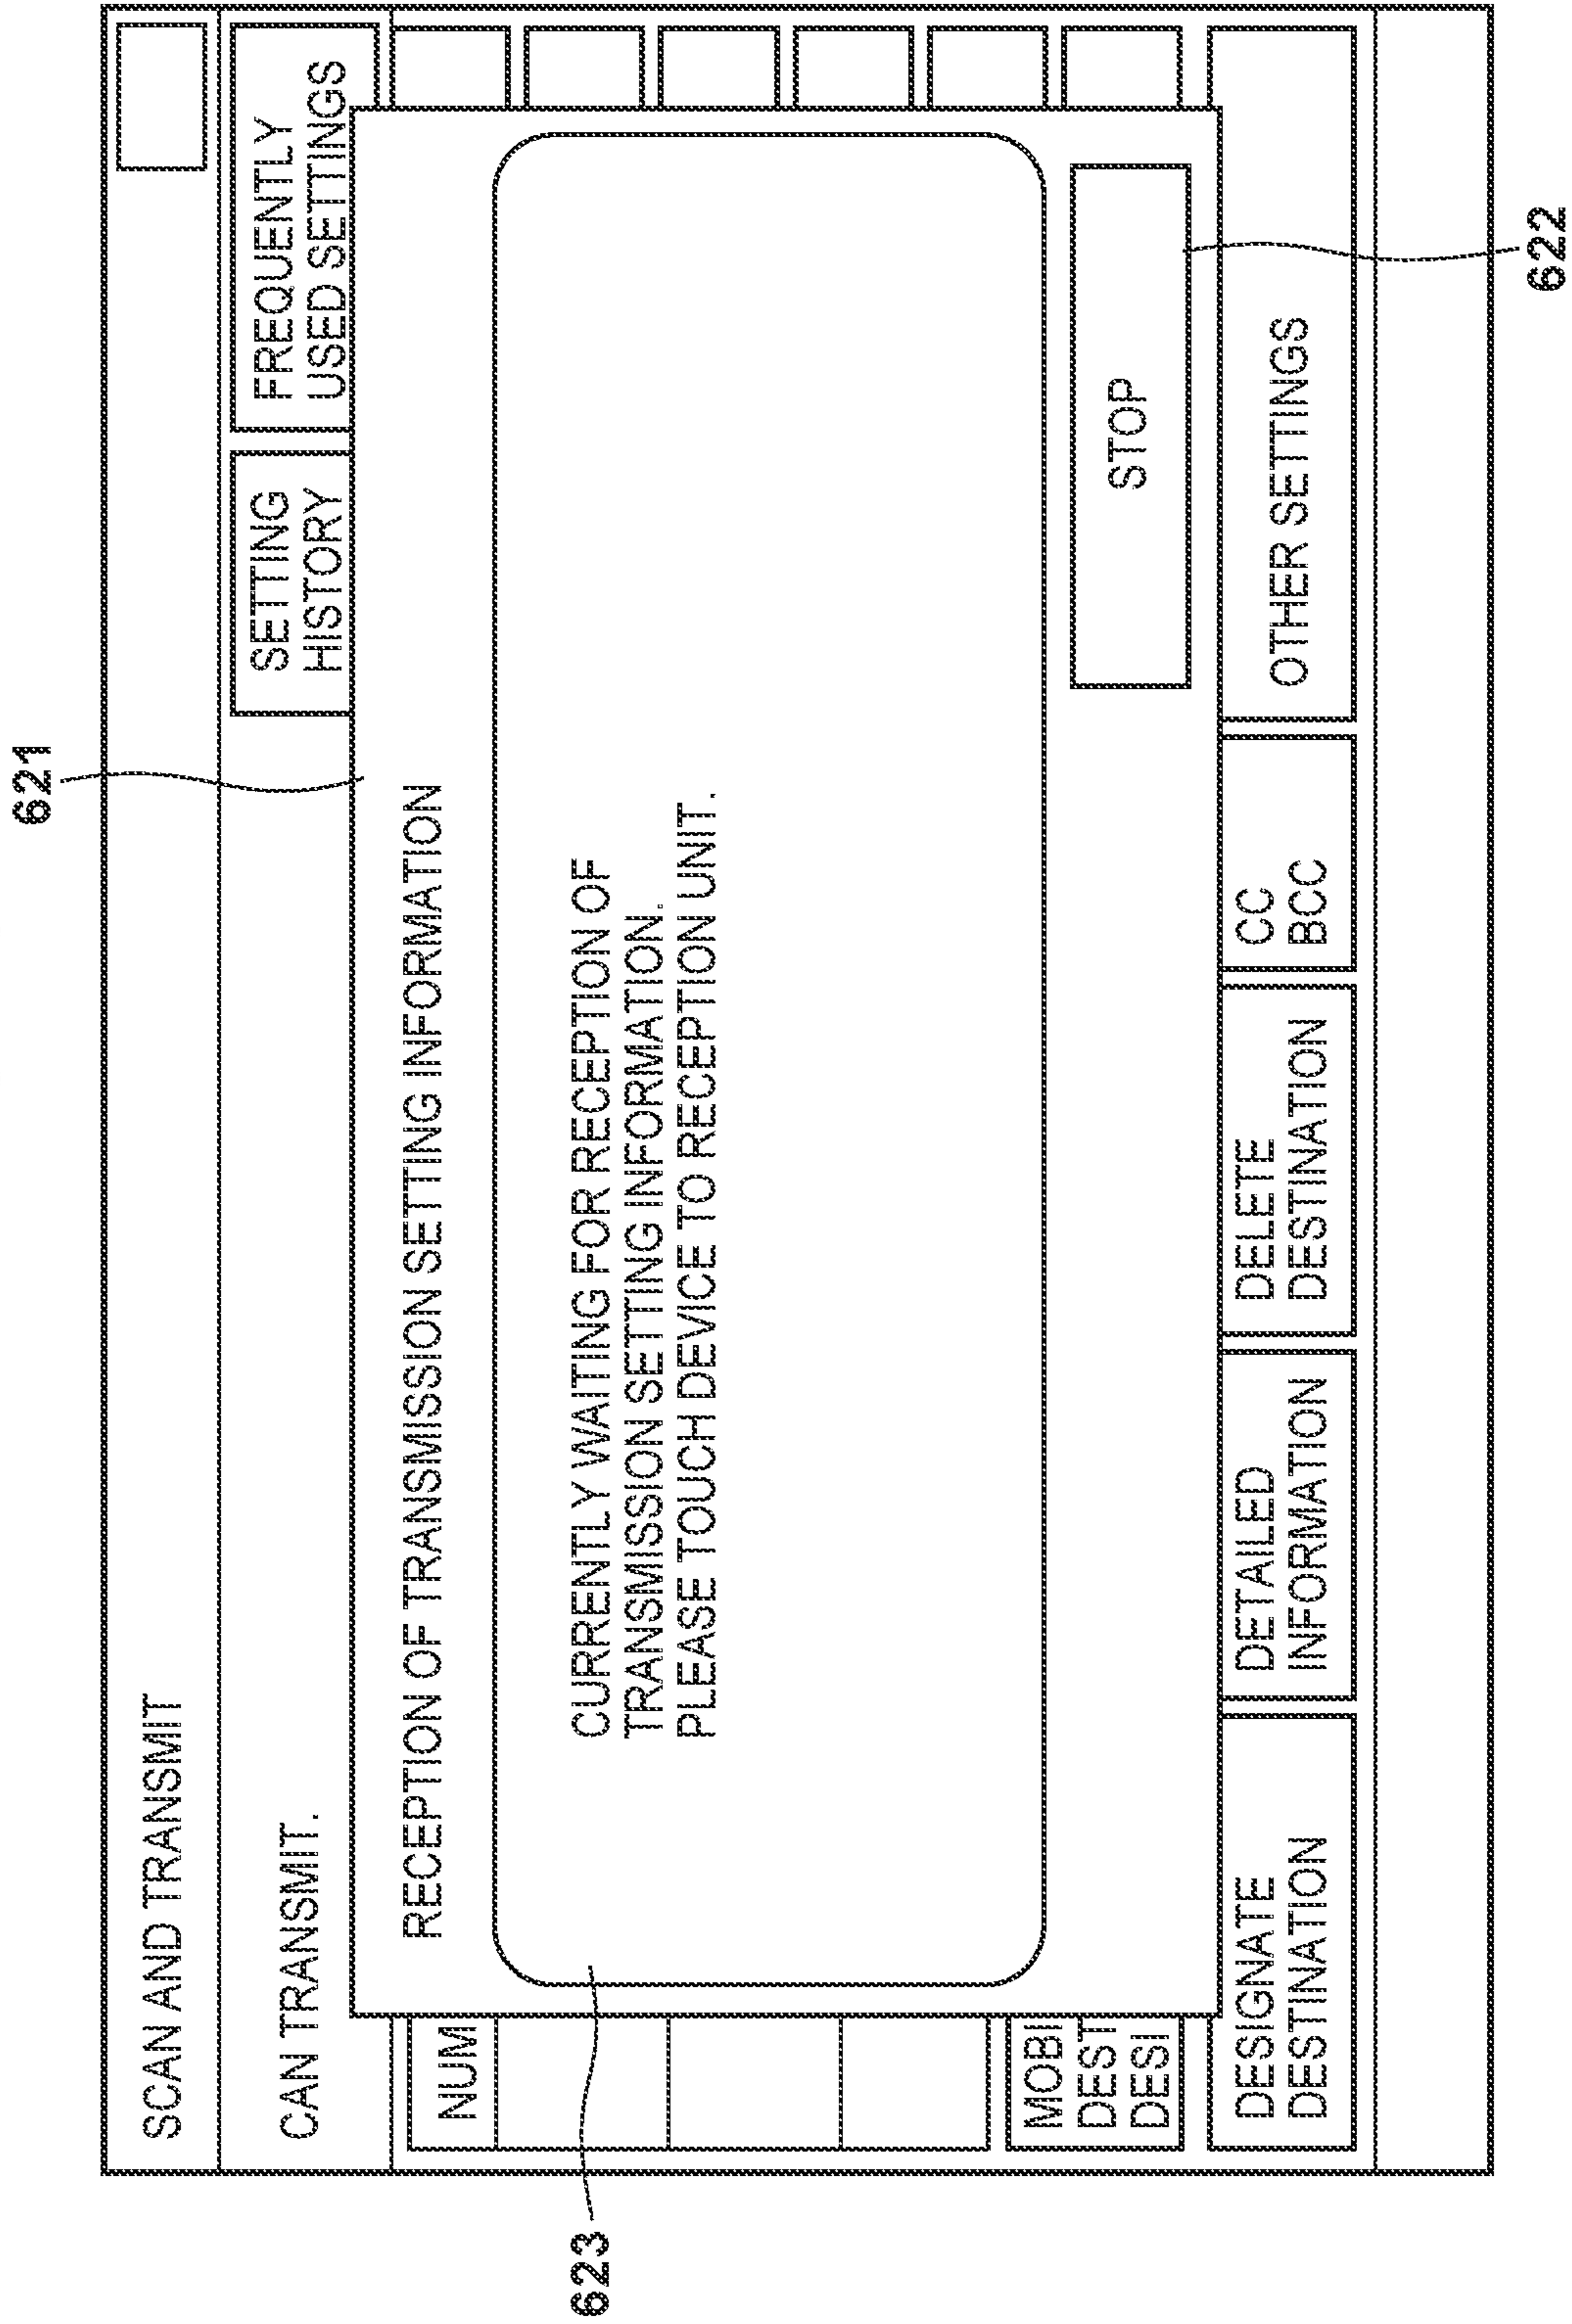 621
SCAN AND TRANSMIT
CAN TRANSMIT.
SETTING
HISTORY
FREQUENTLY
USED SETTINGS
RECEPTION OF TRANSMISSION SETTING INFORMATION
NUM
623
CURRENTLY WAITING FOR RECEPTION OF
TRANSMISSION SETTING INFORMATION.
PLEASE TOUCH DEVICE TO RECEPTION UNIT.
MOBI
DEST
DESI
STOP
DESIGNATE
DESTINATION
DETAILED
INFORMATION
DELETE
DESTINATION
CC
BCC
OTHER SETTINGS
622